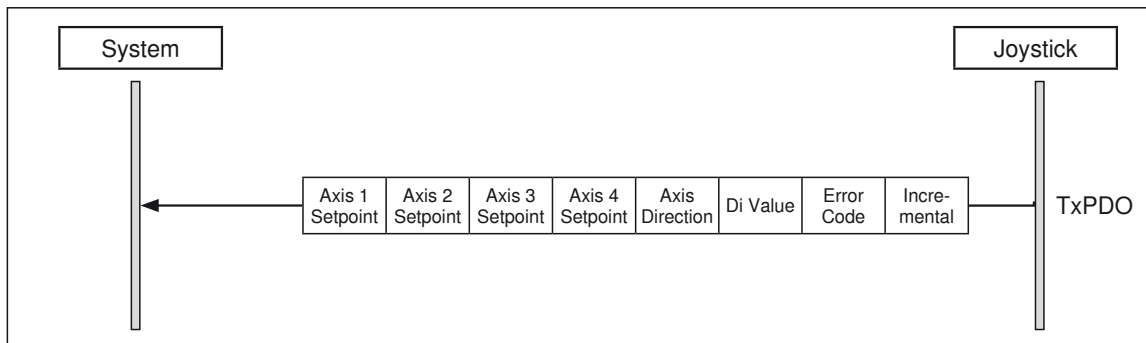 System
Joystick
Axis 1
Setpoint
Axis 2
Setpoint
Axis 3
Setpoint
Axis 4
Setpoint
Axis
Direction
Di Value
Error
Code
Incre-
mental
TxPDO